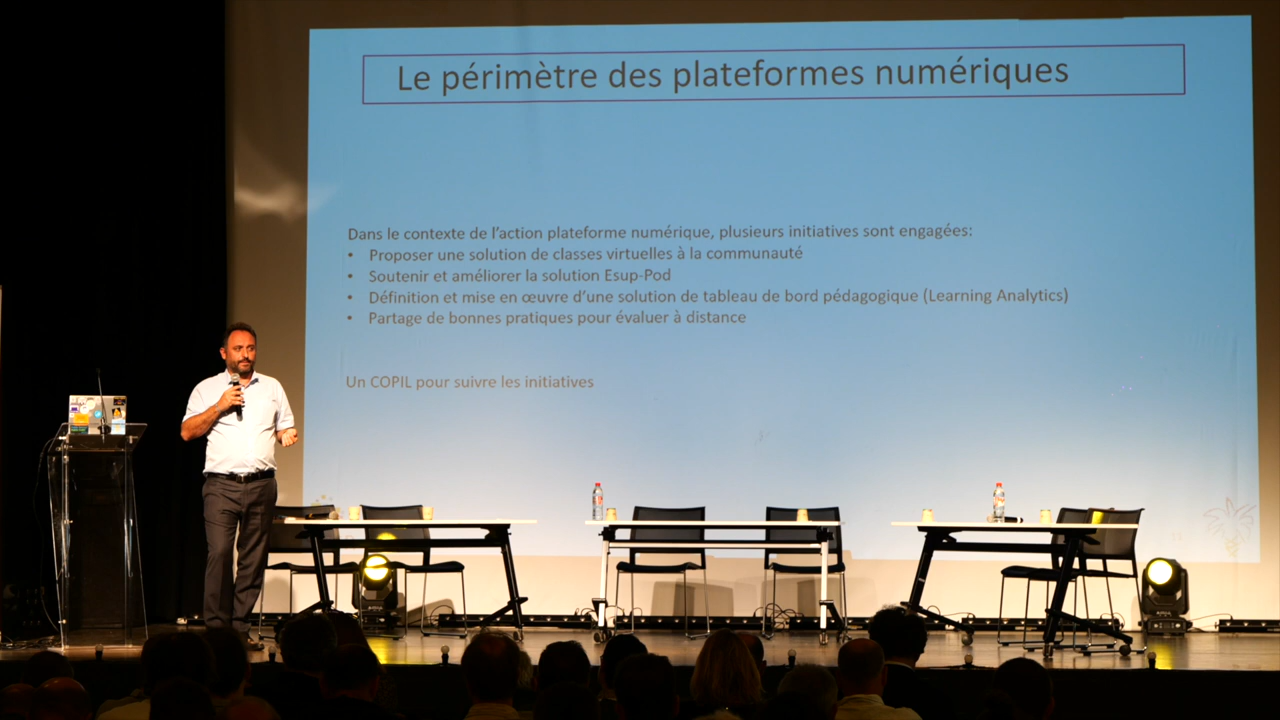 Le périmètre des plateformes numériques
Dans le contexte de l'action plateforme numérique, plusieurs initiatives sont engagées:
• Proposer une solution de classes virtuelles à la communauté
• Soutenir et améliorer la solution Esup-Pod
• Définition et mise en œuvre d'une solution de tableau de bord pédagogique (Learning Analytics)
• Partage de bonnes pratiques pour évaluer à distance
Un COPIL pour suivre les initiatives